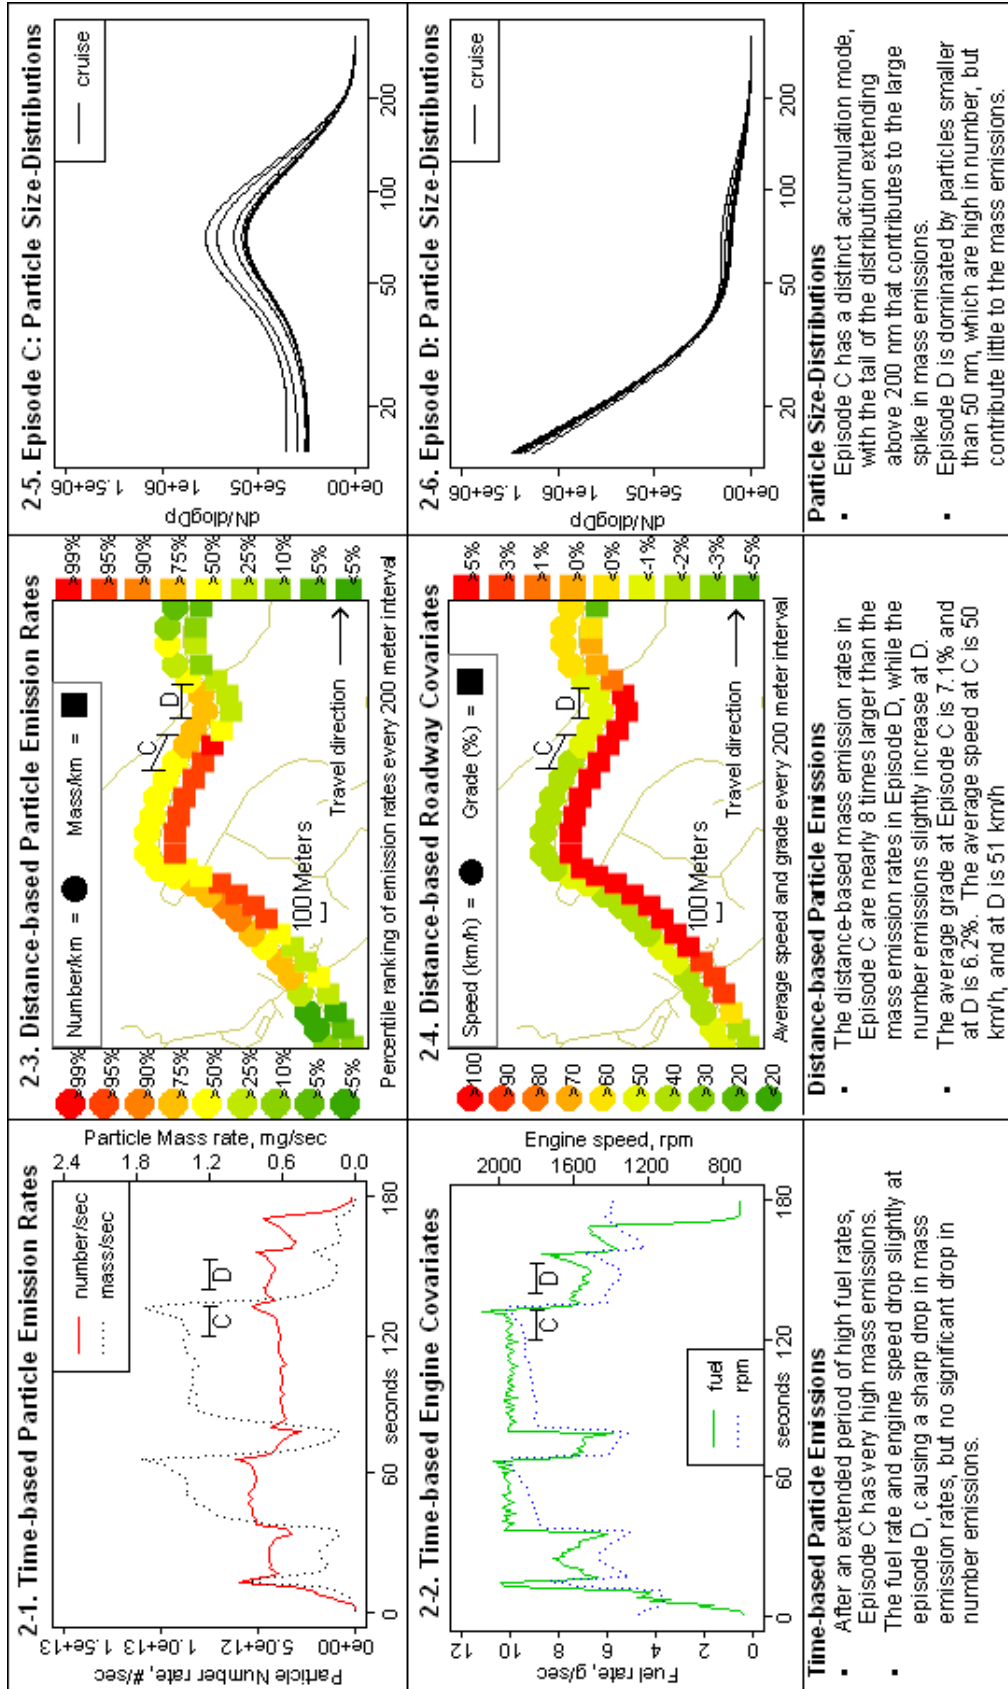 2-1. Time-based Particle Emission Rates
Particle Number rate, #/sec
0e+00 5.0e+12 1.0e+13 1.5e+13
number/sec
mass/sec
C
D
0 60 seconds 120 180
0.0 0.6 1.2 1.7 2.4
Particle Mass rate, mg/sec
2-3. Distance-based Particle Emission Rates
>99%
>95%
>90%
>75%
>50%
>25%
>10%
>5%
<5%
Number/km = Mass/km =
C
D
100 Meters
Travel direction
>99%
>95%
>90%
>75%
>50%
>25%
>10%
>5%
<5%
Percentile ranking of emission rates every 200 meter interval
2-5. Episode C: Particle Size-Distributions
dN/dlogDp
0e+00 5e+05 1e+06 1.5e+06
cruise
20 50 100 200
2-2. Time-based Engine Covariates
Fuel rate, g/sec
0 2 4 6 8 10 12
fuel
rpm
C
D
0 60 seconds 120 180
800 1200 1600 2000
Engine speed, rpm
2-4. Distance-based Roadway Covariates
>100
>90
>80
>70
>60
>50
>40
>30
>20
<20
Speed (km/h) = Grade (%) =
C
D
100 Meters
Travel direction
>5%
>3%
>1%
>0%
<0%
<-1%
<-2%
<-3%
<-5%
Average speed and grade every 200 meter interval
2-6. Episode D: Particle Size-Distributions
dN/dlogDp
0e+00 5e+05 1e+06 1.5e+06
cruise
20 50 100 200
Time-based Particle Emissions
▪ After an extended period of high fuel rates,
Episode C has very high mass emissions.
▪ The fuel rate and engine speed drop slightly at
episode D, causing a sharp drop in mass
emission rates, but no significant drop in
number emissions.
Distance-based Particle Emissions
▪ The distance-based mass emission rates in
Episode C are nearly 8 times larger than the
mass emission rates in Episode D, while the
number emissions slightly increase at D.
▪ The average grade at Episode C is 7.1% and
at D is 6.2%. The average speed at C is 50
km/h, and at D is 51 km/h
Particle Size-Distributions
▪ Episode C has a distinct accumulation mode,
with the tail of the distribution extending
above 200 nm that contributes to the large
spike in mass emissions.
▪ Episode D is dominated by particles smaller
than 50 nm, which are high in number, but
contribute little to the mass emissions.